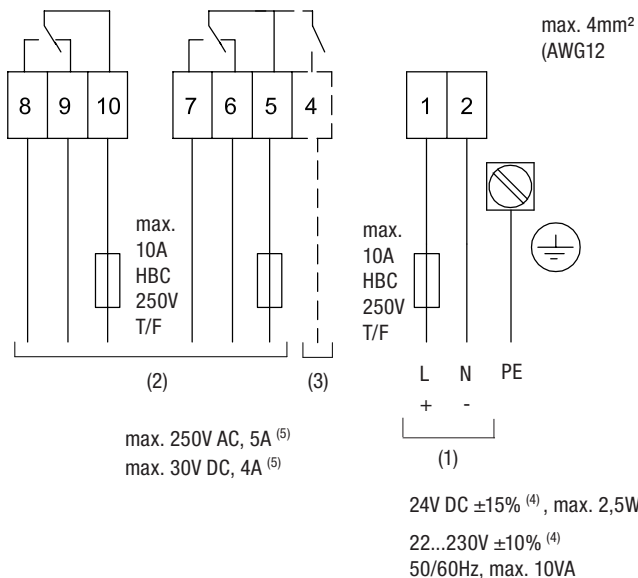 max. 4mm²
(AWG12
8 9 10 7 6 5 4 1 2
max.
10A
HBC
250V
T/F
max.
10A
HBC
250V
T/F
(2) (3)
L N PE
+ -
(1)
max. 250V AC, 5A (5)
max. 30V DC, 4A (5)
24V DC ±15% (4) , max. 2,5W
22...230V ±10% (4)
50/60Hz, max. 10VA